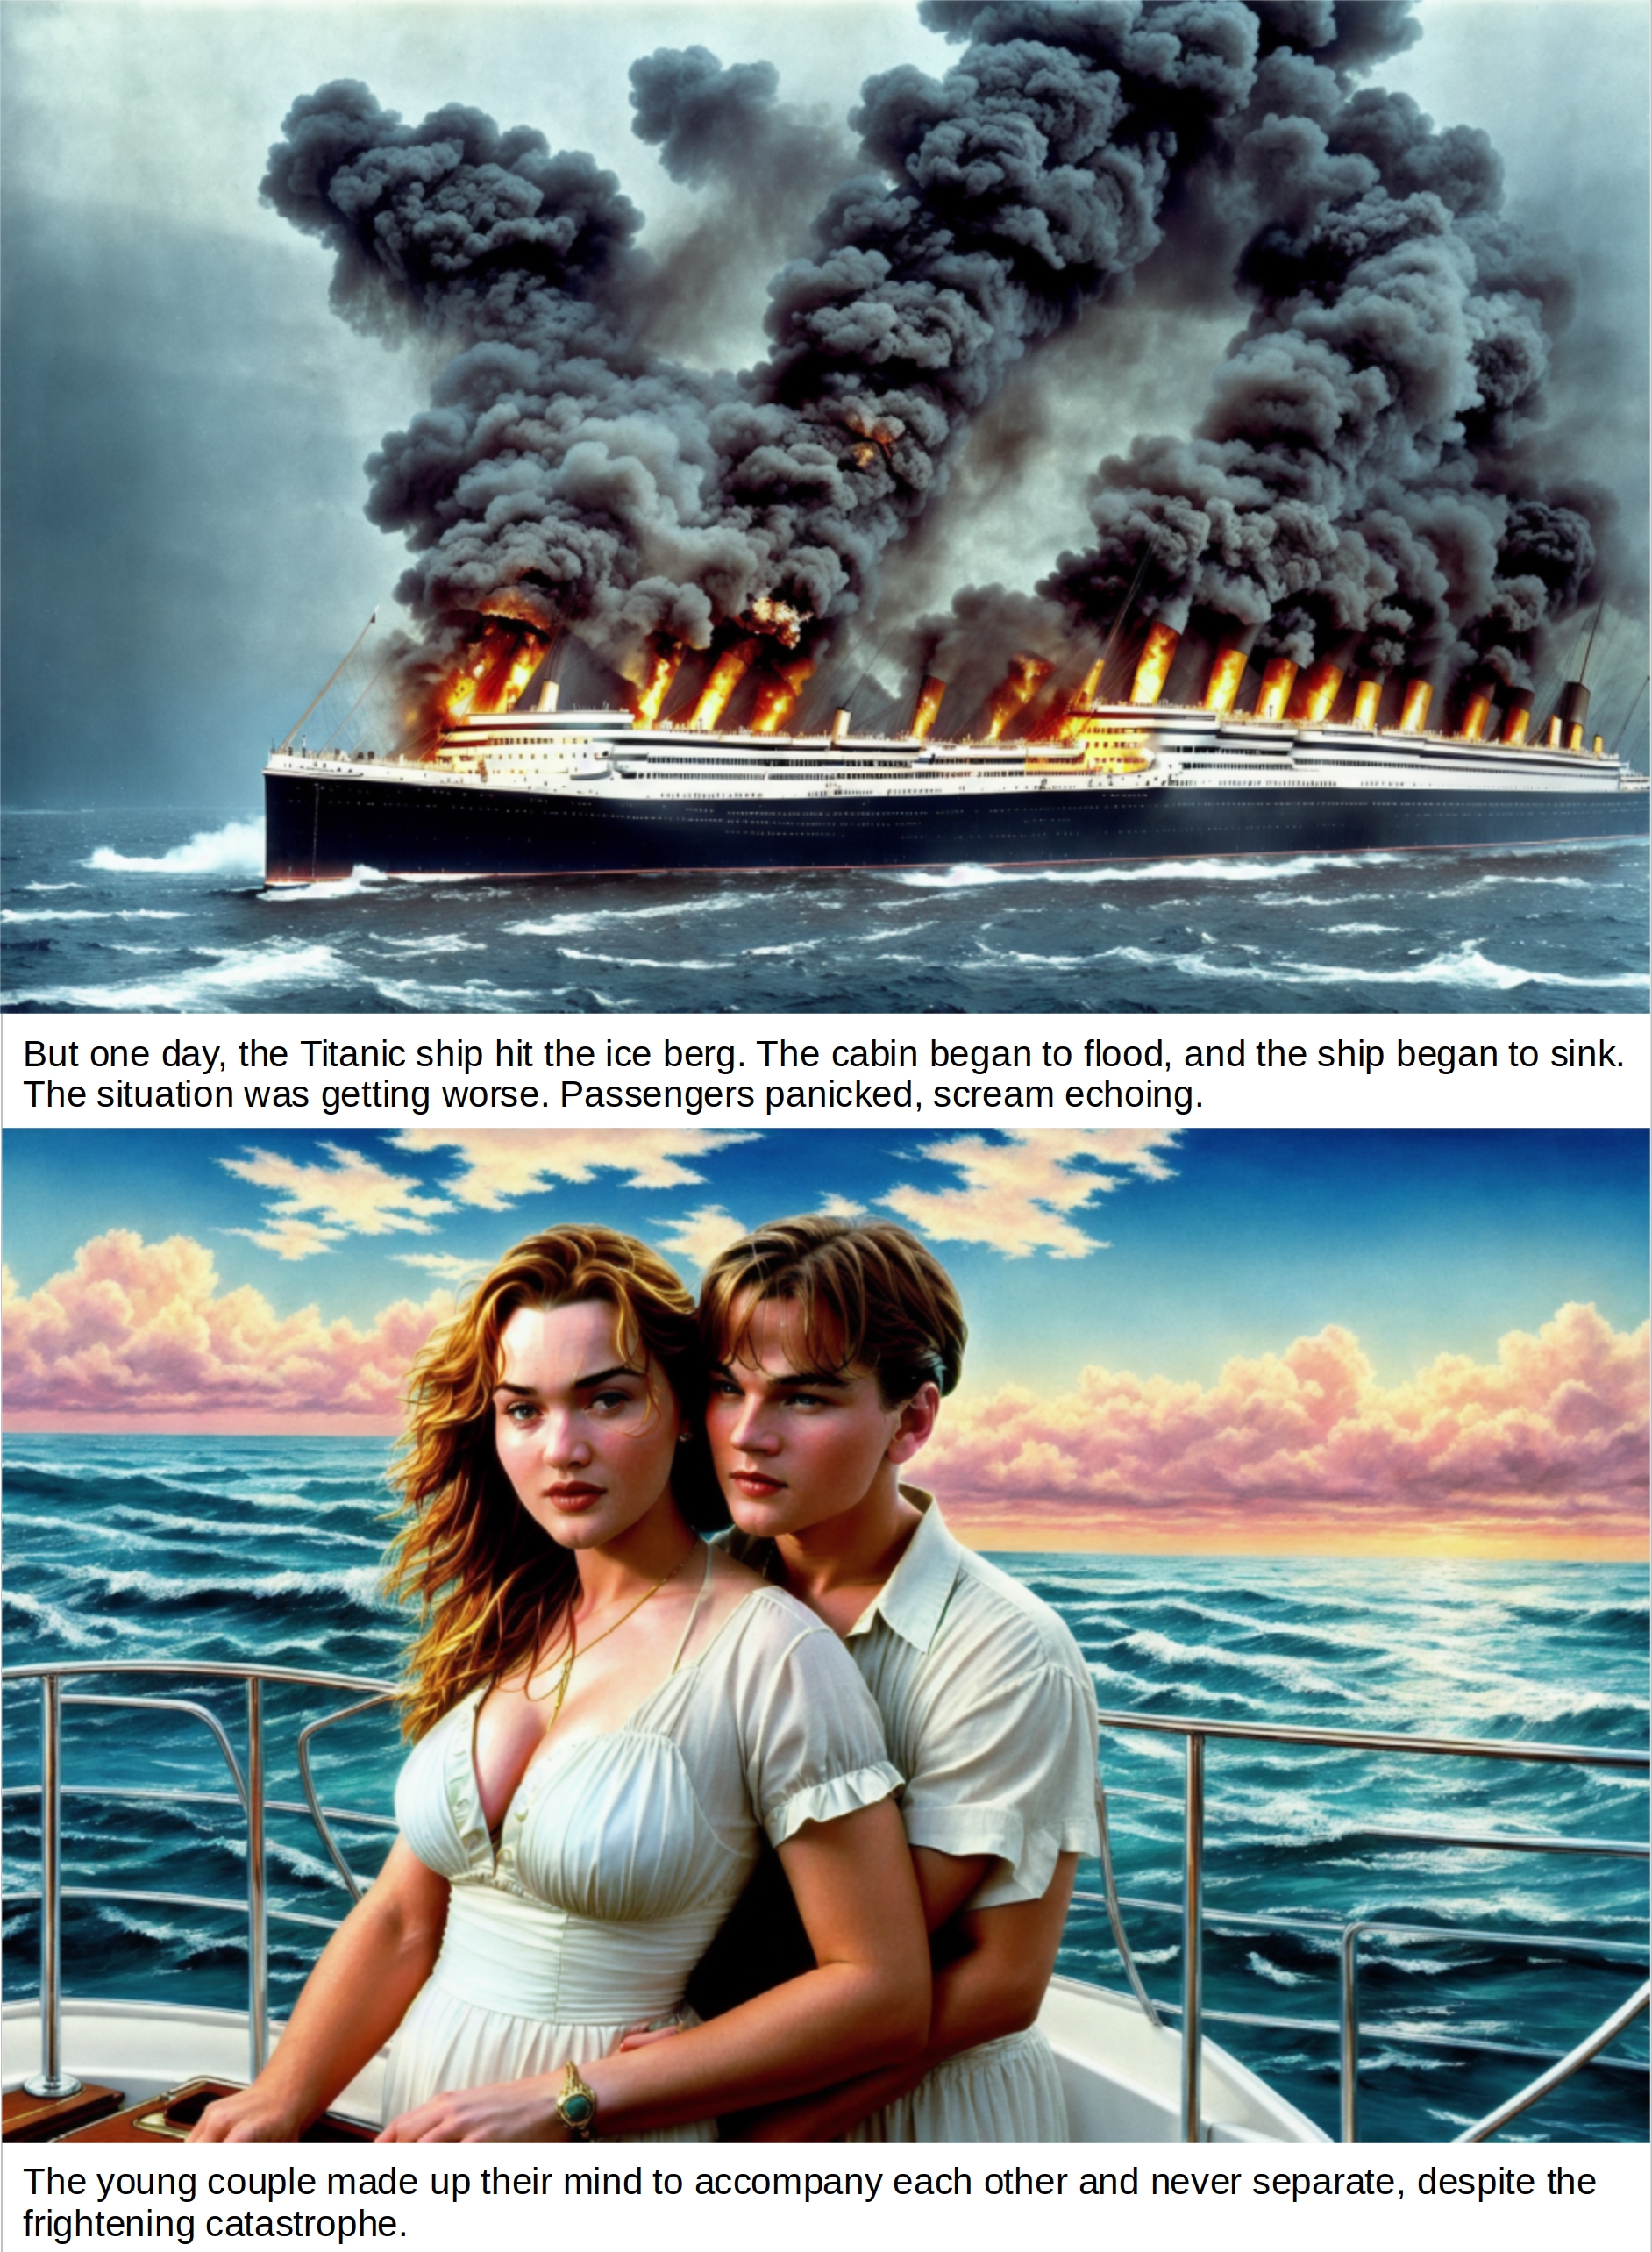 But one day, the Titanic ship hit the ice berg. The cabin began to flood, and the ship began to sink.
The situation was getting worse. Passengers panicked, scream echoing.
The young couple made up their mind to accompany each other and never separate, despite the
frightening catastrophe.